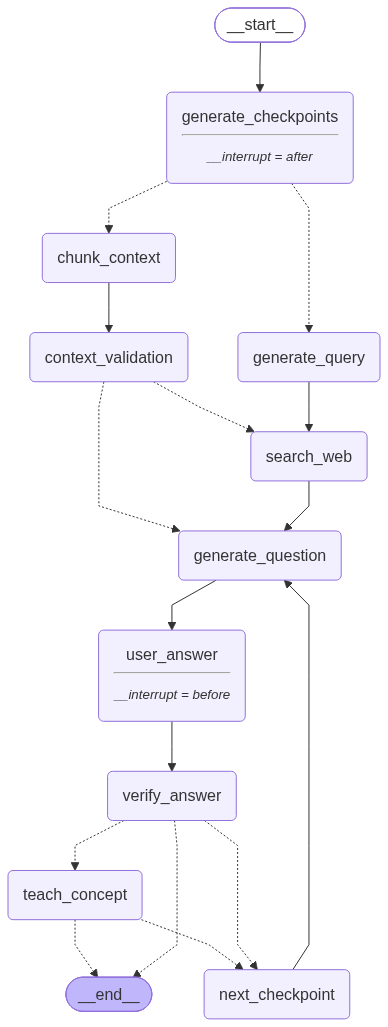 __start__
generate_checkpoints
__interrupt = after
chunk_context
context_validation
generate_query
search_web
generate_question
user_answer
__interrupt = before
verify_answer
teach_concept
__end__
next_checkpoint